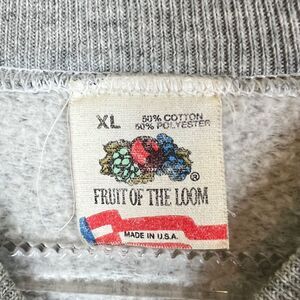 XL
50% COTTON
50% POLYESTER
®
FRUIT OF THE LOOM
MADE IN U.S.A.